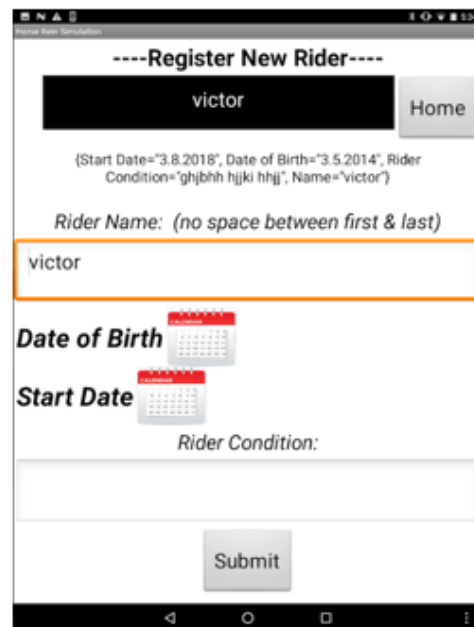 Horse Rein Simulation
----Register New Rider----
victor
Home
{Start Date="3.8.2018", Date of Birth="3.5.2014", Rider
Condition="ghjbhh hjjki hhjj", Name="victor"}
Rider Name: (no space between first & last)
victor
Date of Birth
CALENDAR
Start Date
CALENDAR
Rider Condition:
Submit